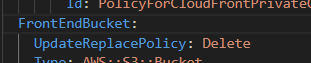 Id: PolicyForCloudFrontPrivateC
FrontEndBucket:
UpdateReplacePolicy: Delete
Type: AWS::S3::Bucket